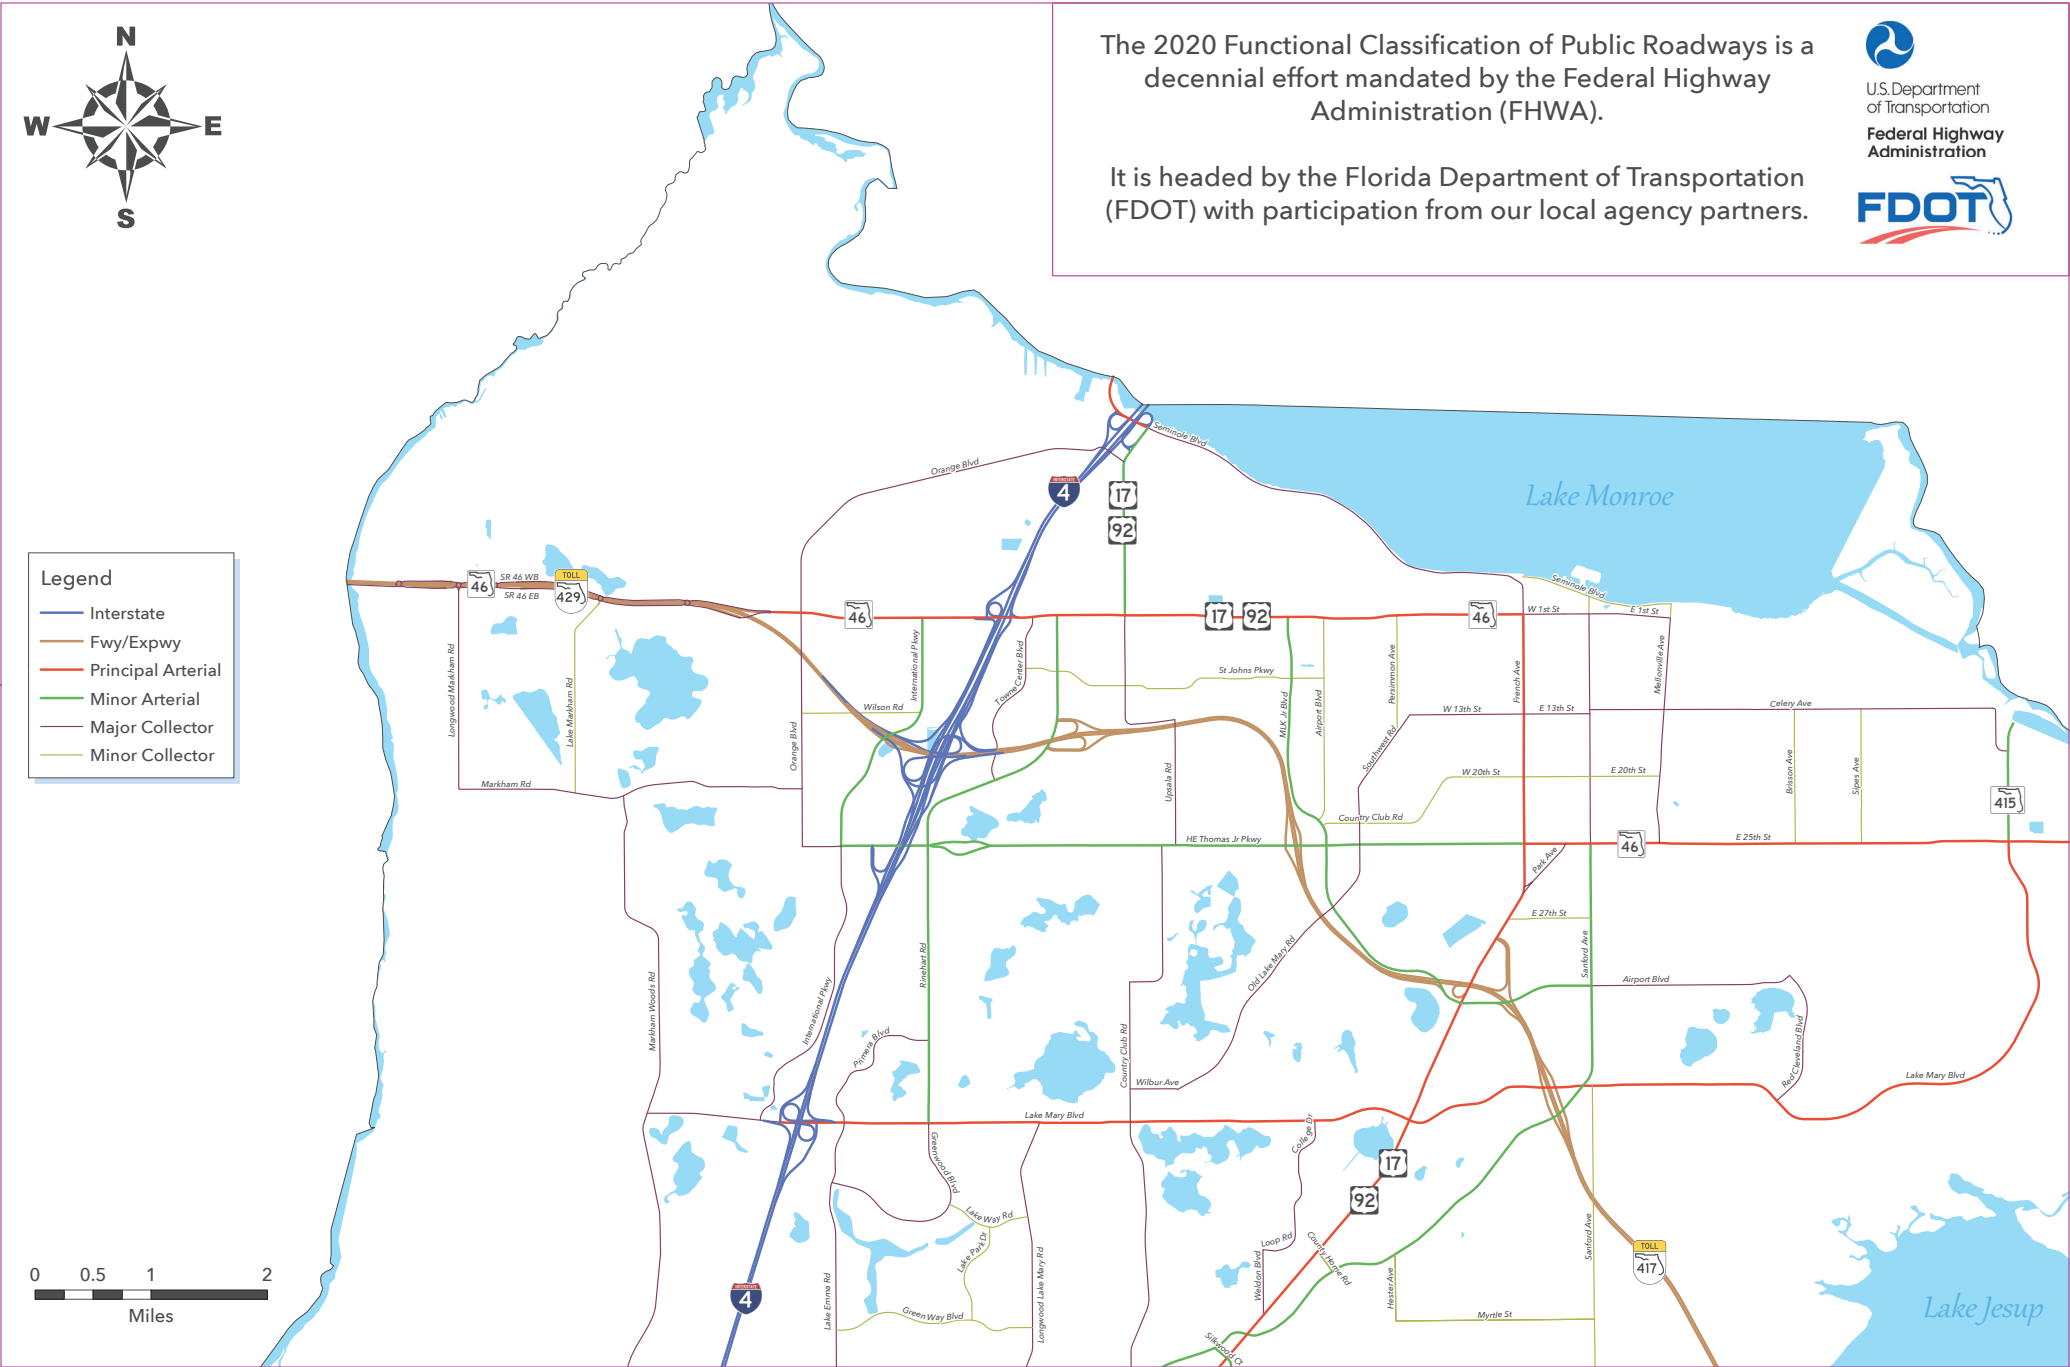 The 2020 Functional Classification of Public Roadways is a
decennial effort mandated by the Federal Highway
Administration (FHWA).
It is headed by the Florida Department of Transportation
(FDOT) with participation from our local agency partners.
U.S. Department
of Transportation
Federal Highway
Administration
FDOT
N
W
E
S
Seminole Blvd
Orange Blvd
INTERSTATE
4
17
92
Lake Monroe
Legend
Interstate
Fwy/Expwy
Principal Arterial
Minor Arterial
Major Collector
Minor Collector
46
SR 46 WB
SR 46 EB
TOLL
429
46
17
92
46
Seminole Blvd
W 1st St
E 1st St
Longwood Markham Rd
Lake Markham Rd
Orange Blvd
Wilson Rd
International Pkwy
Towne Center Blvd
St Johns Pkwy
MLK Jr Blvd
Airport Blvd
Persimmon Ave
French Ave
Mellonville Ave
W 13th St
E 13th St
Celery Ave
Southwest Rd
Upsala Rd
W 20th St
E 20th St
Brisson Ave
Sipes Ave
415
Markham Rd
Country Club Rd
HE Thomas Jr Pkwy
46
E 25th St
Park Ave
E 27th St
Sanford Ave
Airport Blvd
Red Cleveland Blvd
Lake Mary Blvd
Markham Woods Rd
International Pkwy
Primera Blvd
Rinehart Rd
Old Lake Mary Rd
Country Club Rd
Wilbur Ave
Lake Mary Blvd
College Dr
17
92
Greenwood Blvd
Lake Way Rd
Lake Park Dr
Green Way Blvd
Lake Emma Rd
Longwood Lake Mary Rd
Loop Rd
Weldon Blvd
County Home Rd
Hester Ave
Myrtle St
Sanford Ave
TOLL
417
Silkwood Ct
Lake Jesup
INTERSTATE
4
0 0.5 1 2
Miles